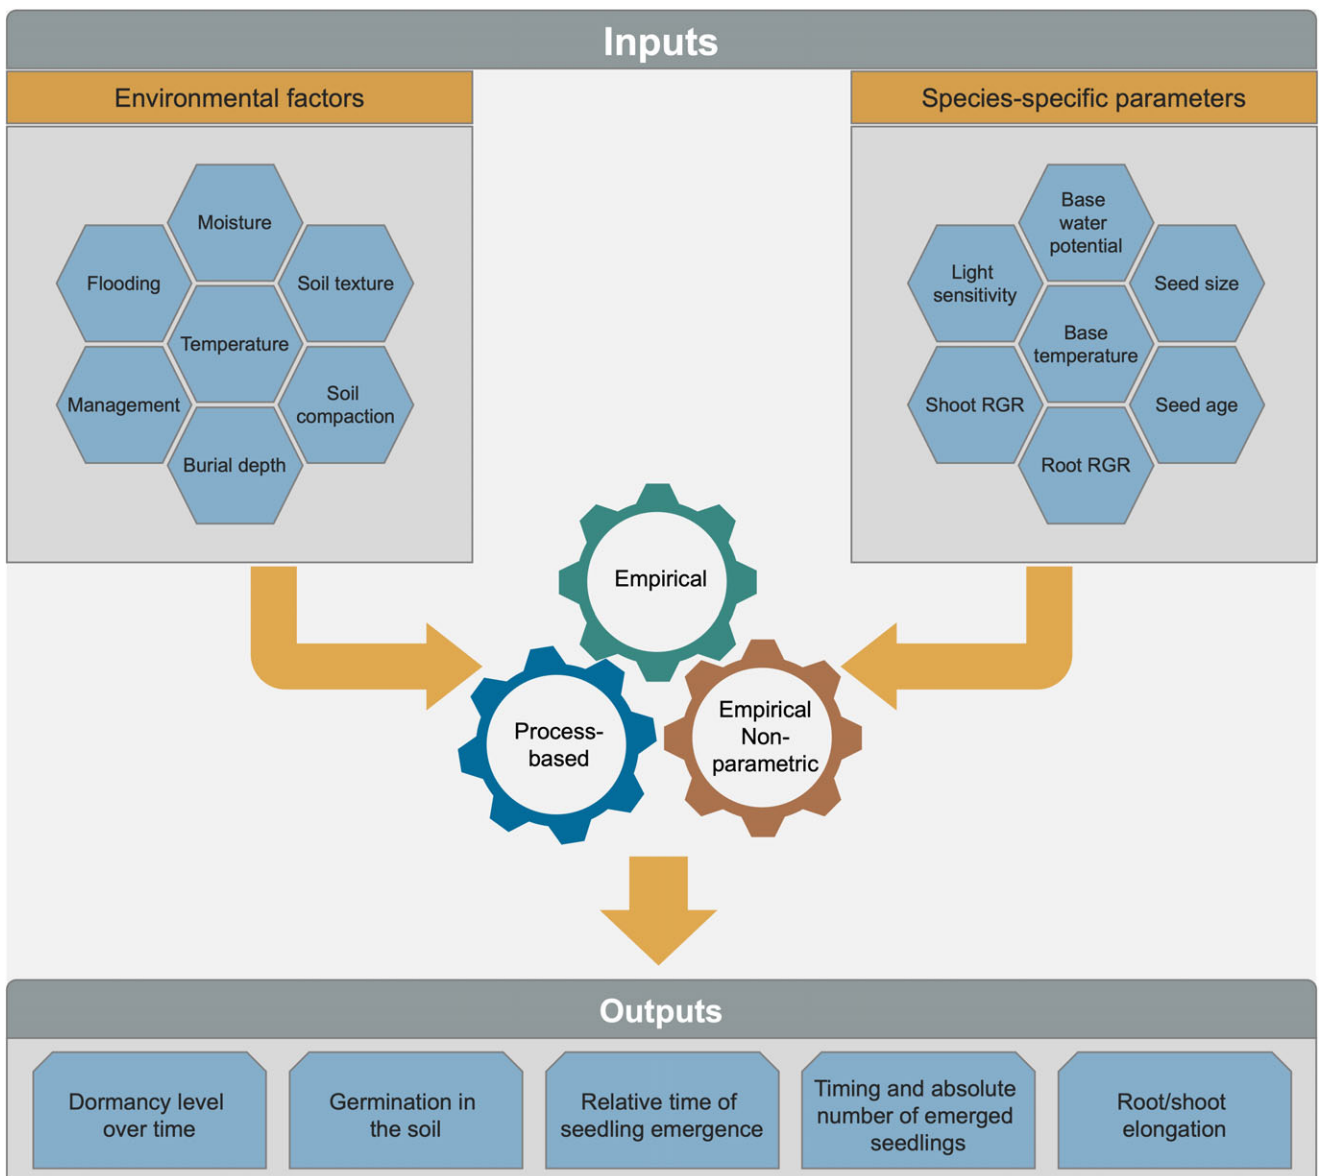 Inputs
Environmental factors
Moisture
Flooding
Soil texture
Temperature
Management
Soil
compaction
Burial depth
Species-specific parameters
Base
water
potential
Light
sensitivity
Seed size
Base
temperature
Shoot RGR
Seed age
Root RGR
Empirical
Process-
based
Empirical
Non-
parametric
Outputs
Dormancy level
over time
Germination in
the soil
Relative time of
seedling emergence
Timing and absolute
number of emerged
seedlings
Root/shoot
elongation